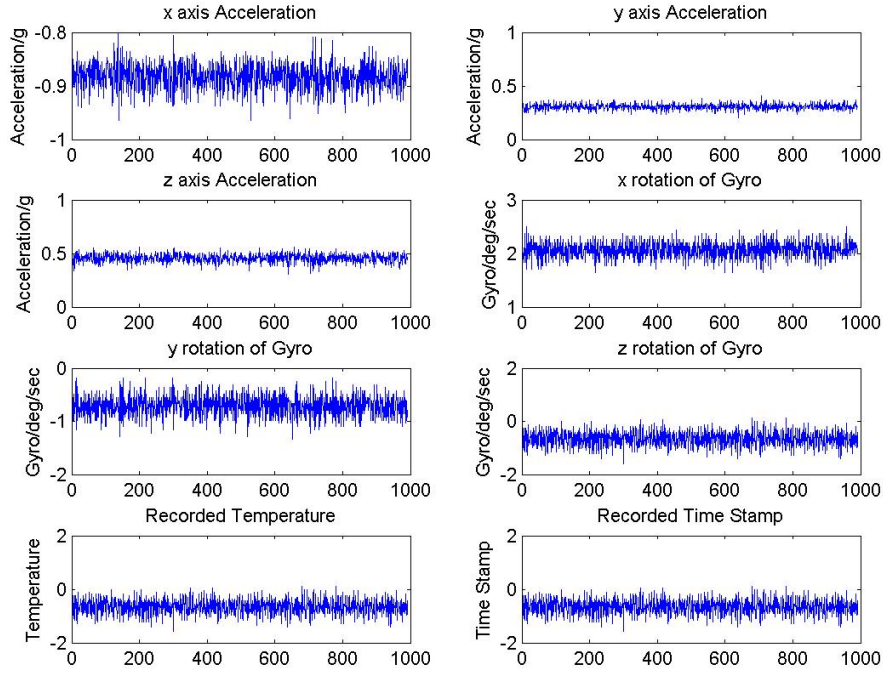 x axis Acceleration
Acceleration/g
-0.8
-0.9
-1
0 200 400 600 800 1000
y axis Acceleration
Acceleration/g
1
0.5
0
0 200 400 600 800 1000
z axis Acceleration
Acceleration/g
1
0.5
0
0 200 400 600 800 1000
x rotation of Gyro
Gyro/deg/sec
3
2
1
0 200 400 600 800 1000
y rotation of Gyro
Gyro/deg/sec
0
-1
-2
0 200 400 600 800 1000
z rotation of Gyro
Gyro/deg/sec
2
0
-2
0 200 400 600 800 1000
Recorded Temperature
Temperature
2
0
-2
0 200 400 600 800 1000
Recorded Time Stamp
Time Stamp
2
0
-2
0 200 400 600 800 1000